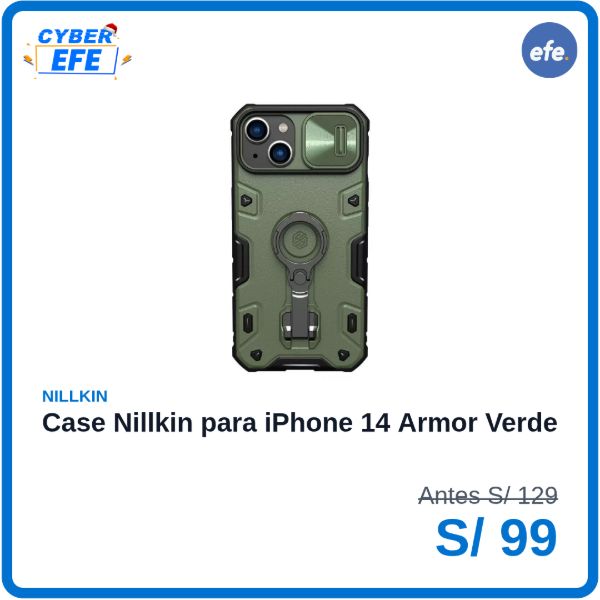 CYBER
EFE
efe.
NILLKIN
Case Nillkin para iPhone 14 Armor Verde
Antes S/ 129
S/ 99